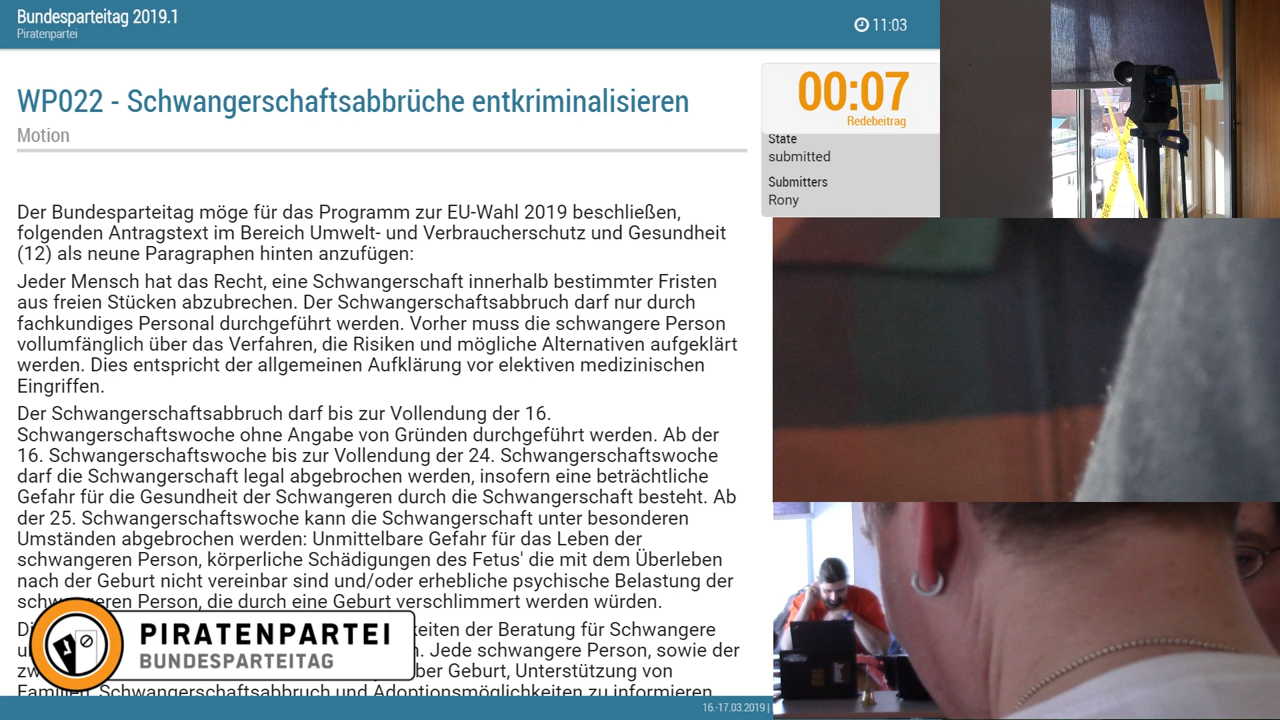 Bundesparteitag 2019.1
Piratenpartei
11:03
WP022 - Schwangerschaftsabbrüche entkriminalisieren
Motion
00:07
Redebeitrag
State
submitted
Submitters
Rony
Der Bundesparteitag möge für das Programm zur EU-Wahl 2019 beschließen,
folgenden Antragstext im Bereich Umwelt- und Verbraucherschutz und Gesundheit
(12) als neune Paragraphen hinten anzufügen:
Jeder Mensch hat das Recht, eine Schwangerschaft innerhalb bestimmter Fristen
aus freien Stücken abzubrechen. Der Schwangerschaftsabbruch darf nur durch
fachkundiges Personal durchgeführt werden. Vorher muss die schwangere Person
vollumfänglich über das Verfahren, die Risiken und mögliche Alternativen aufgeklärt
werden. Dies entspricht der allgemeinen Aufklärung vor elektiven medizinischen
Eingriffen.
Der Schwangerschaftsabbruch darf bis zur Vollendung der 16.
Schwangerschaftswoche ohne Angabe von Gründen durchgeführt werden. Ab der
16. Schwangerschaftswoche bis zur Vollendung der 24. Schwangerschaftswoche
darf die Schwangerschaft legal abgebrochen werden, insofern eine beträchtliche
Gefahr für die Gesundheit der Schwangeren durch die Schwangerschaft besteht. Ab
der 25. Schwangerschaftswoche kann die Schwangerschaft unter besonderen
Umständen abgebrochen werden: Unmittelbare Gefahr für das Leben der
schwangeren Person, körperliche Schädigungen des Fetus' die mit dem Überleben
nach der Geburt nicht vereinbar sind und/oder erhebliche psychische Belastung der
schwangeren Person, die durch eine Geburt verschlimmert werden würden.
der Beratung für Schwangere
Jede schwangere Person, sowie der
Geburt, Unterstützung von
Familien, Schwangerschaftsabbruch und Adoptionsmöglichkeiten zu informieren
PIRATENPARTEI
BUNDESPARTEITAG
16.-17.03.2019 |
CYBER
CYBER